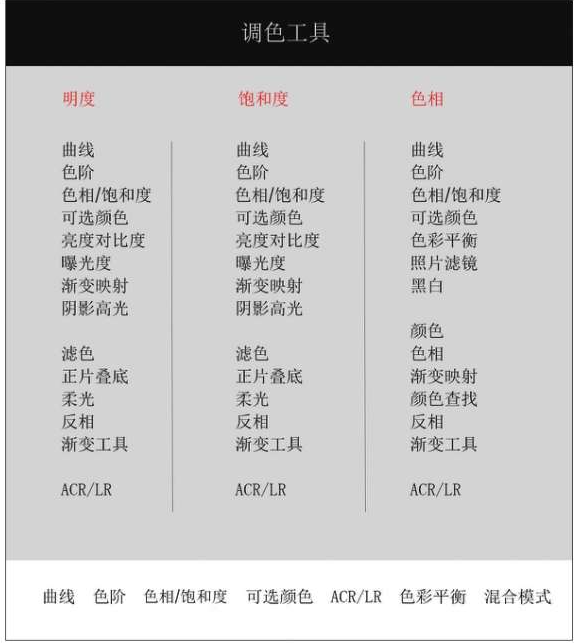 调色工具
明度
曲线
色阶
色相/饱和度
可选颜色
亮度对比度
曝光度
渐变映射
阴影高光
滤色
正片叠底
柔光
反相
渐变工具
ACR/LR
饱和度
曲线
色阶
色相/饱和度
可选颜色
亮度对比度
曝光度
渐变映射
阴影高光
滤色
正片叠底
柔光
反相
渐变工具
ACR/LR
色相
曲线
色阶
色相/饱和度
可选颜色
色彩平衡
照片滤镜
黑白
颜色
色相
渐变映射
颜色查找
反相
渐变工具
ACR/LR
曲线 色阶 色相/饱和度 可选颜色 ACR/LR 色彩平衡 混合模式